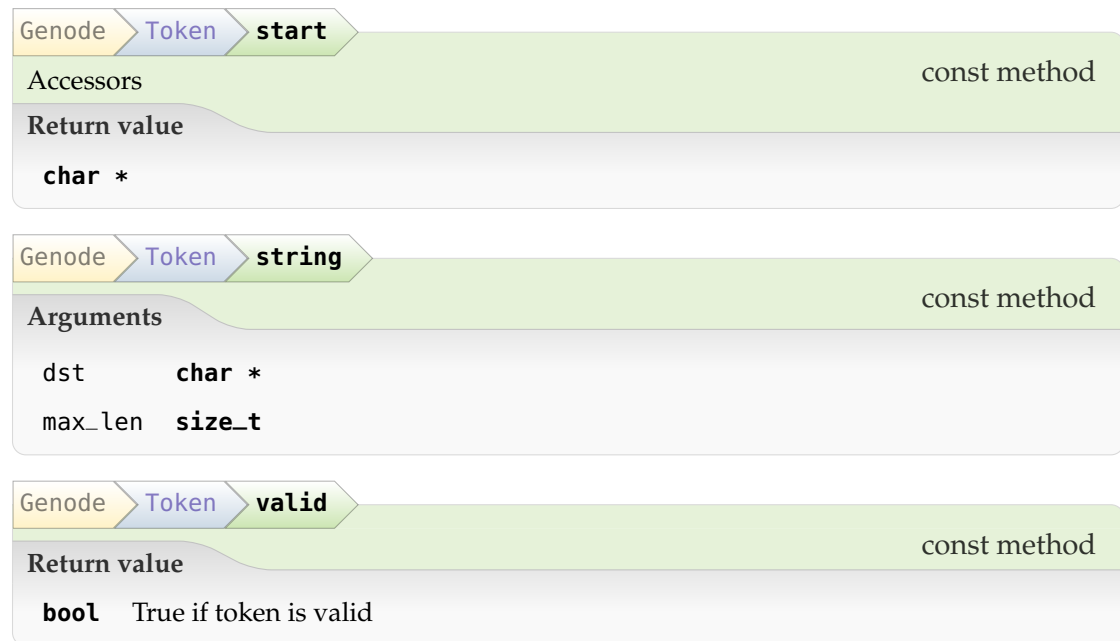 Genode Token start
const method
Accessors
Return value
char *
Genode Token string
const method
Arguments
dst char *
max_len size_t
Genode Token valid
const method
Return value
bool True if token is valid